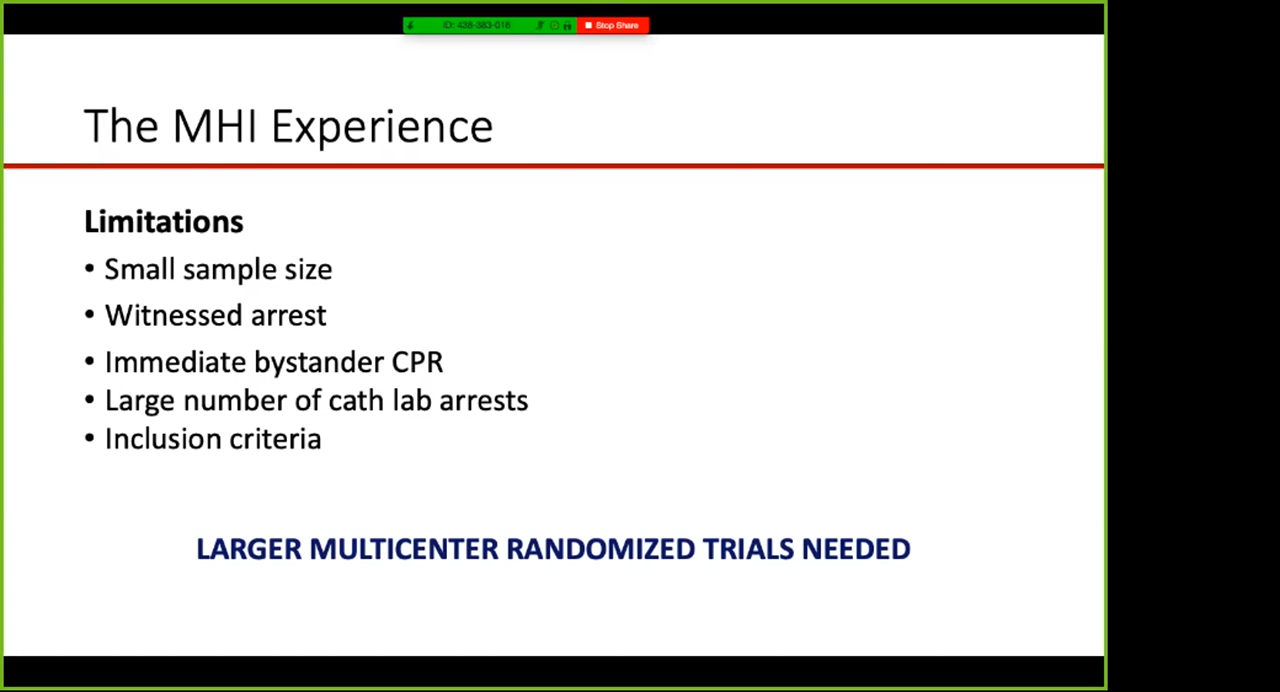 ID: 438-383-016
Stop Share
The MHI Experience
Limitations
• Small sample size
• Witnessed arrest
• Immediate bystander CPR
• Large number of cath lab arrests
• Inclusion criteria
LARGER MULTICENTER RANDOMIZED TRIALS NEEDED